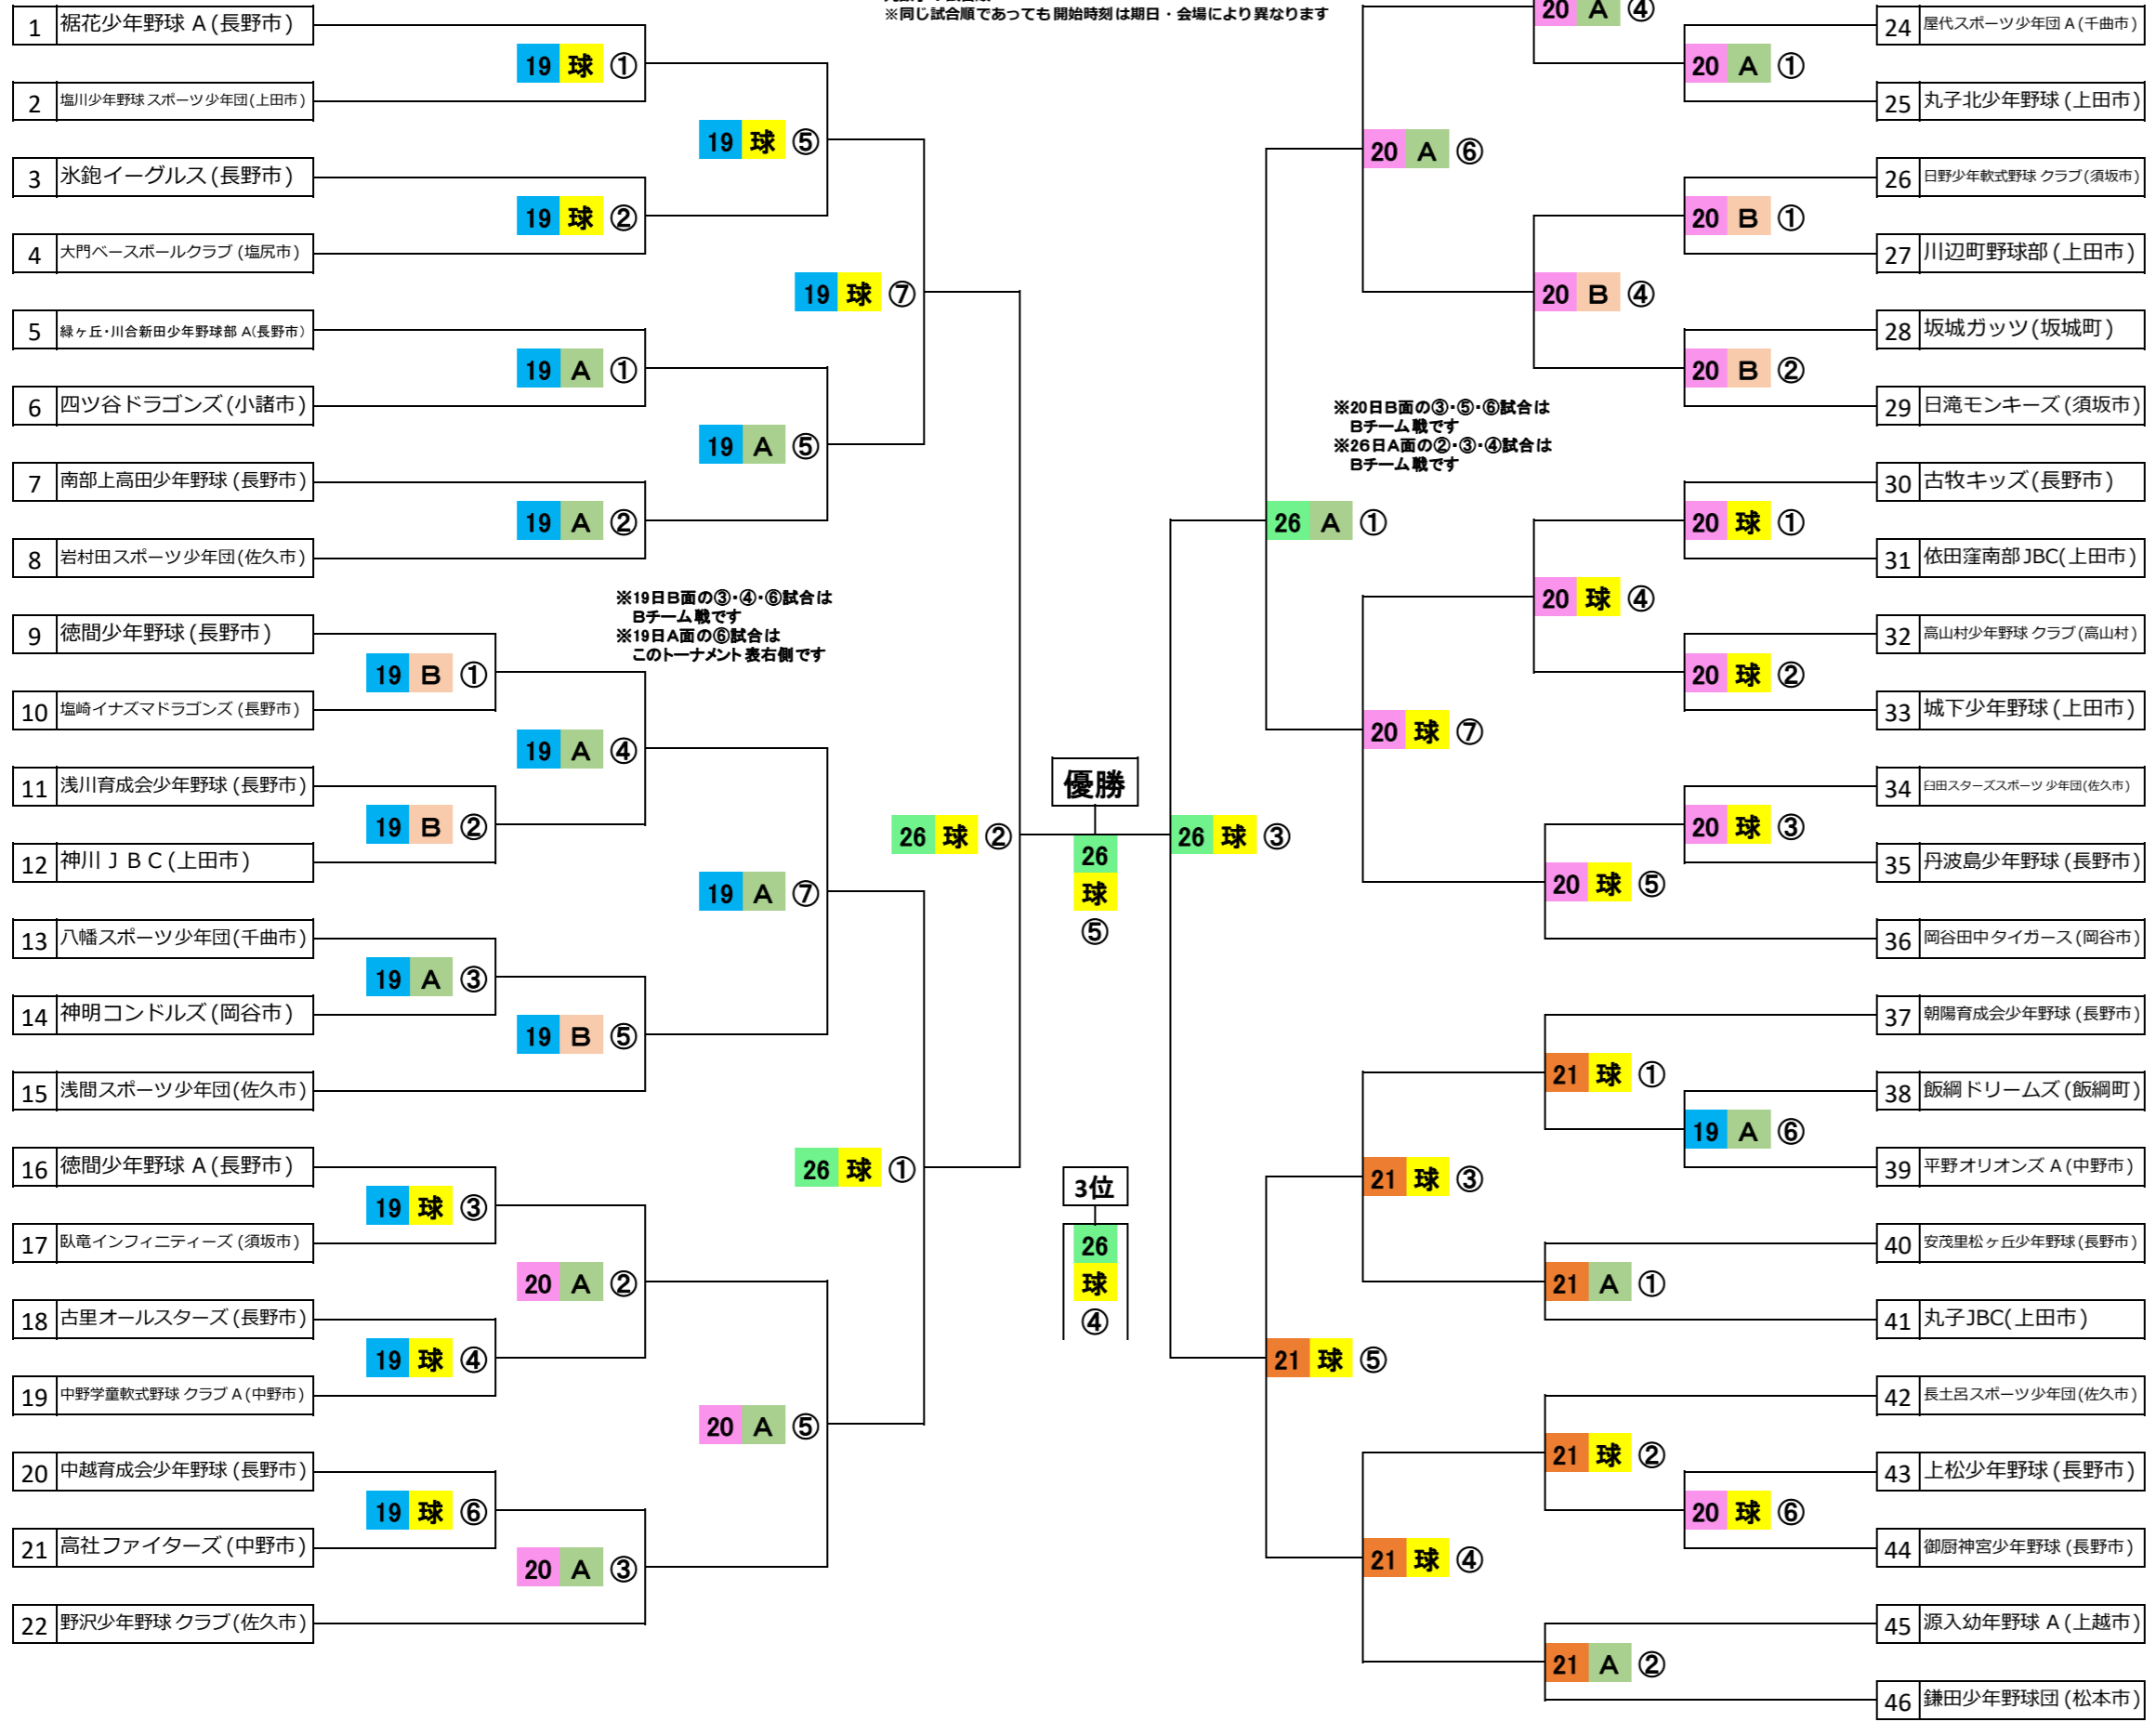 ※同じ試合順であっても開始時刻は期日・会場により異なります
1 裾花少年野球 A (長野市)
19 球 ①
2 塩川少年野球スポーツ少年団(上田市)
19 球 ⑤
3 氷鉋イーグルス(長野市)
19 球 ②
4 大門ベースボールクラブ (塩尻市)
19 球 ⑦
5 緑ヶ丘・川合新田少年野球部 A(長野市)
19 A ①
6 四ツ谷ドラゴンズ(小諸市)
19 A ⑤
7 南部上高田少年野球 (長野市)
19 A ②
8 岩村田スポーツ少年団(佐久市)
※19日B面の③・④・⑥試合は
Bチーム戦です
※19日A面の⑥試合は
このトーナメント表右側です
9 徳間少年野球 (長野市)
19 B ①
10 塩崎イナズマドラゴンズ (長野市)
19 A ④
11 浅川育成会少年野球 (長野市)
19 B ②
12 神川ＪＢＣ(上田市)
26 球 ②
19 A ⑦
13 八幡スポーツ少年団(千曲市)
19 A ③
14 神明コンドルズ(岡谷市)
19 B ⑤
15 浅間スポーツ少年団(佐久市)
26 球 ①
16 徳間少年野球 A (長野市)
19 球 ③
17 臥竜インフィニティーズ (須坂市)
20 A ②
18 古里オールスターズ(長野市)
19 球 ④
19 中野学童軟式野球クラブ A (中野市)
20 A ⑤
20 中越育成会少年野球 (長野市)
19 球 ⑥
21 高社ファイターズ(中野市)
20 A ③
22 野沢少年野球クラブ(佐久市)
優勝
26
球
⑤
3位
26
球
④
20 A ④
24 屋代スポーツ少年団 A (千曲市)
20 A ①
25 丸子北少年野球 (上田市)
20 A ⑥
26 日野少年軟式野球クラブ(須坂市)
20 B ①
27 川辺町野球部 (上田市)
20 B ④
28 坂城ガッツ(坂城町)
20 B ②
29 日滝モンキーズ(須坂市)
※20日B面の③・⑤・⑥試合は
Bチーム戦です
※26日A面の②・③・④試合は
Bチーム戦です
30 古牧キッズ(長野市)
26 A ①
20 球 ①
31 依田窪南部JBC(上田市)
20 球 ④
32 高山村少年野球クラブ(高山村)
20 球 ②
33 城下少年野球 (上田市)
20 球 ⑦
34 臼田スターズスポーツ少年団(佐久市)
20 球 ③
26 球 ③
35 丹波島少年野球 (長野市)
20 球 ⑤
36 岡谷田中タイガース(岡谷市)
37 朝陽育成会少年野球 (長野市)
21 球 ①
38 飯綱ドリームズ(飯綱町)
19 A ⑥
39 平野オリオンズ A (中野市)
21 球 ③
40 安茂里松ヶ丘少年野球(長野市)
21 A ①
41 丸子JBC(上田市)
21 球 ⑤
42 長土呂スポーツ少年団(佐久市)
21 球 ②
43 上松少年野球 (長野市)
20 球 ⑥
44 御厨神宮少年野球 (長野市)
21 球 ④
45 源入幼年野球 A (上越市)
21 A ②
46 鎌田少年野球団 (松本市)